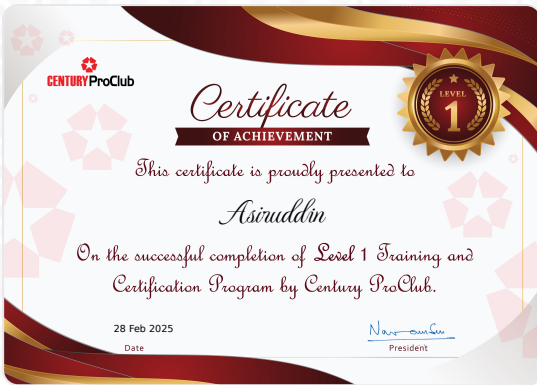 CENTURY ProClub
Certificate
OF ACHIEVEMENT
LEVEL
1
This certificate is proudly presented to
Asiruddin
On the successful completion of Level 1 Training and
Certification Program by Century ProClub.
28 Feb 2025
Date
President